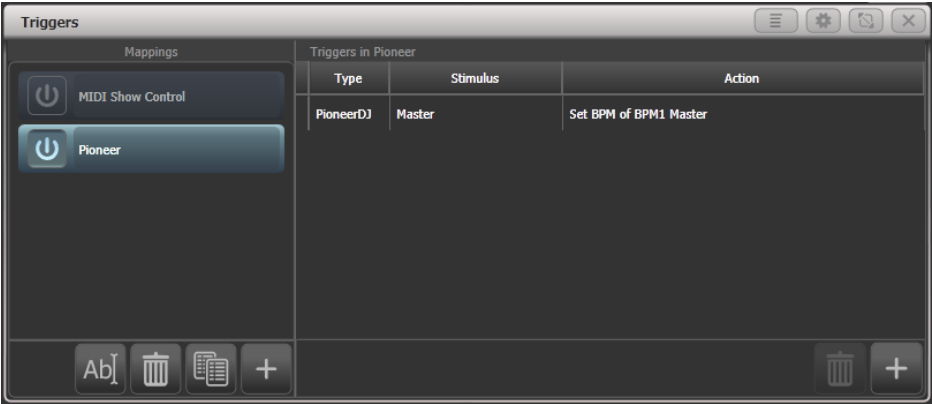 Triggers
Mappings
Triggers in Pioneer
Type Stimulus Action
MIDI Show Control
PioneerDJ Master Set BPM of BPM1 Master
Pioneer
Ab